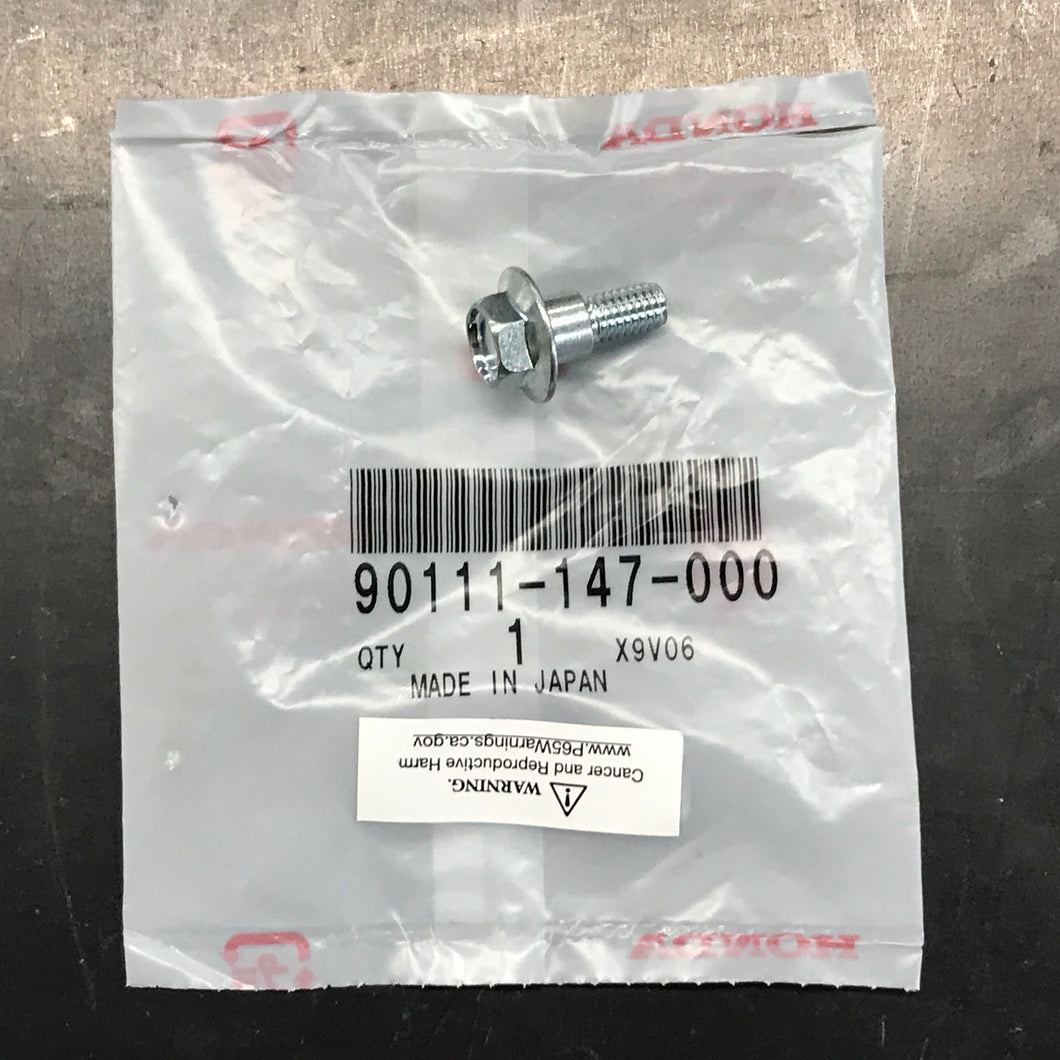 HONDA
90111-147-000
QTY 1 X9V06
MADE IN JAPAN
WARNING.
Cancer and Reproductive Harm
www.P65Warnings.ca.gov
HONDA